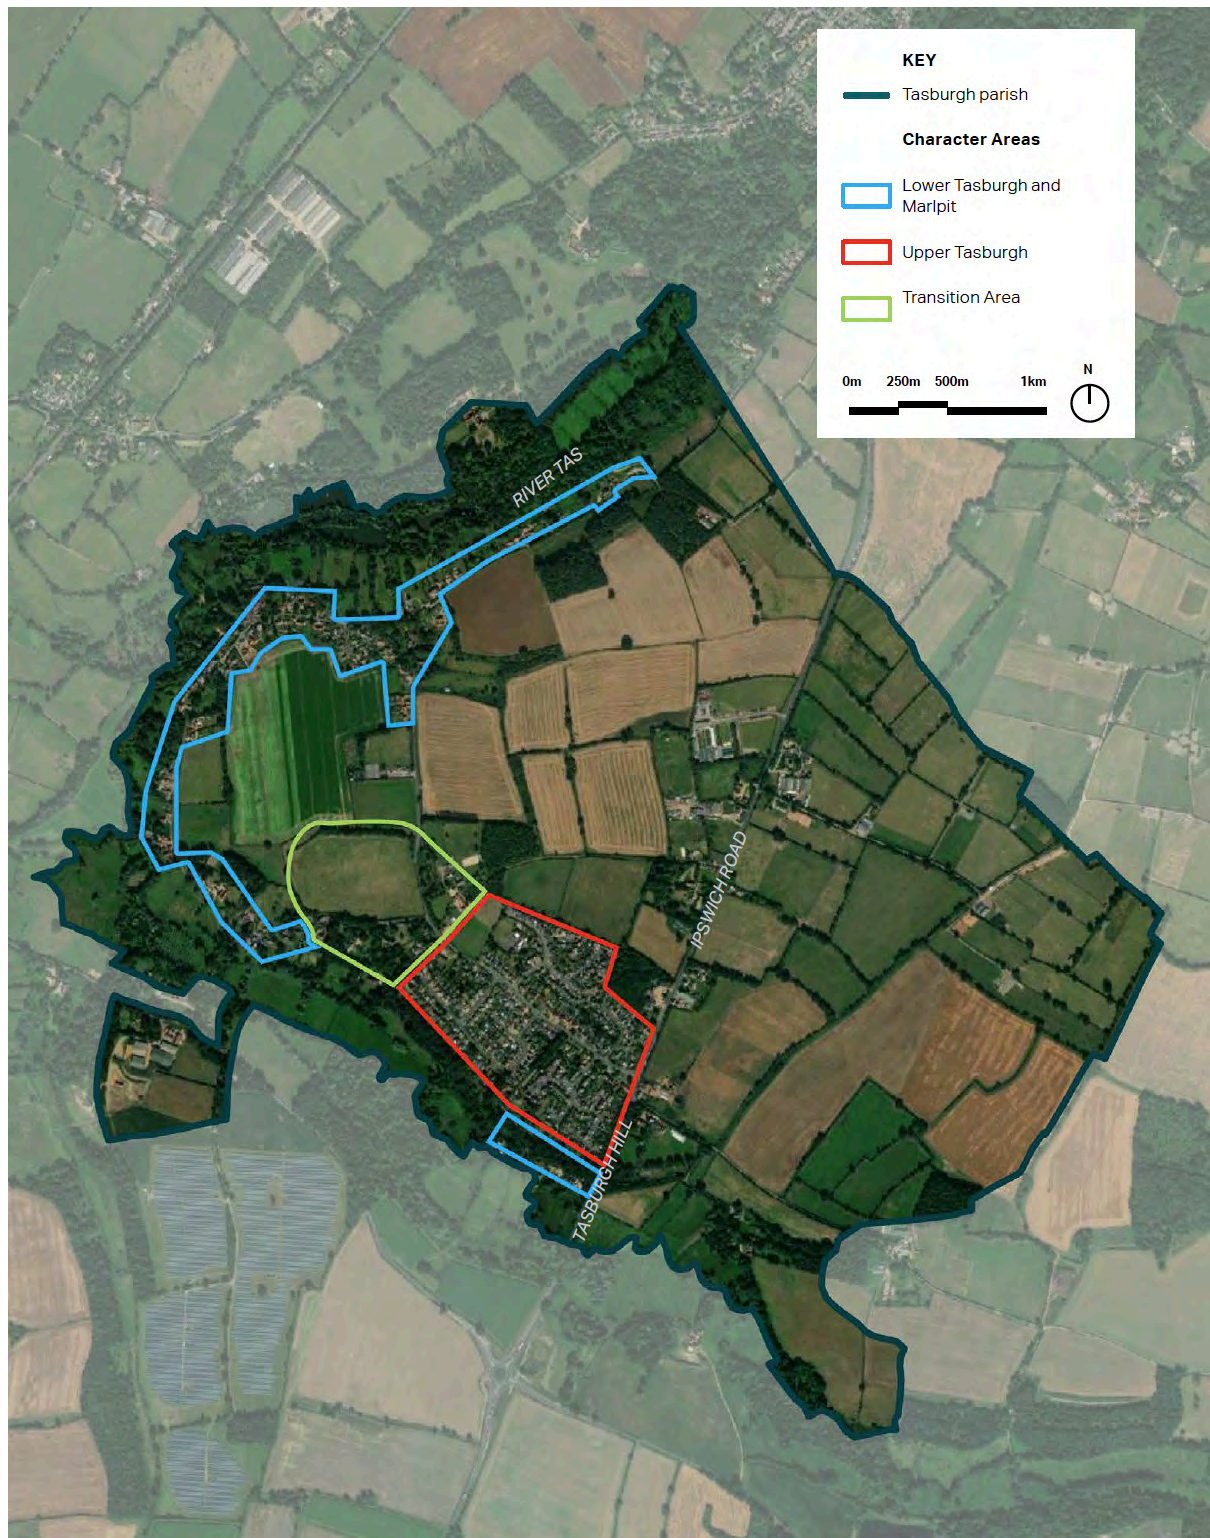 KEY
Tasburgh parish
Character Areas
Lower Tasburgh and
Marlpit
Upper Tasburgh
Transition Area
0m 250m 500m 1km
N
RIVER TAS
IPSWICH ROAD
TASBURGH HILL